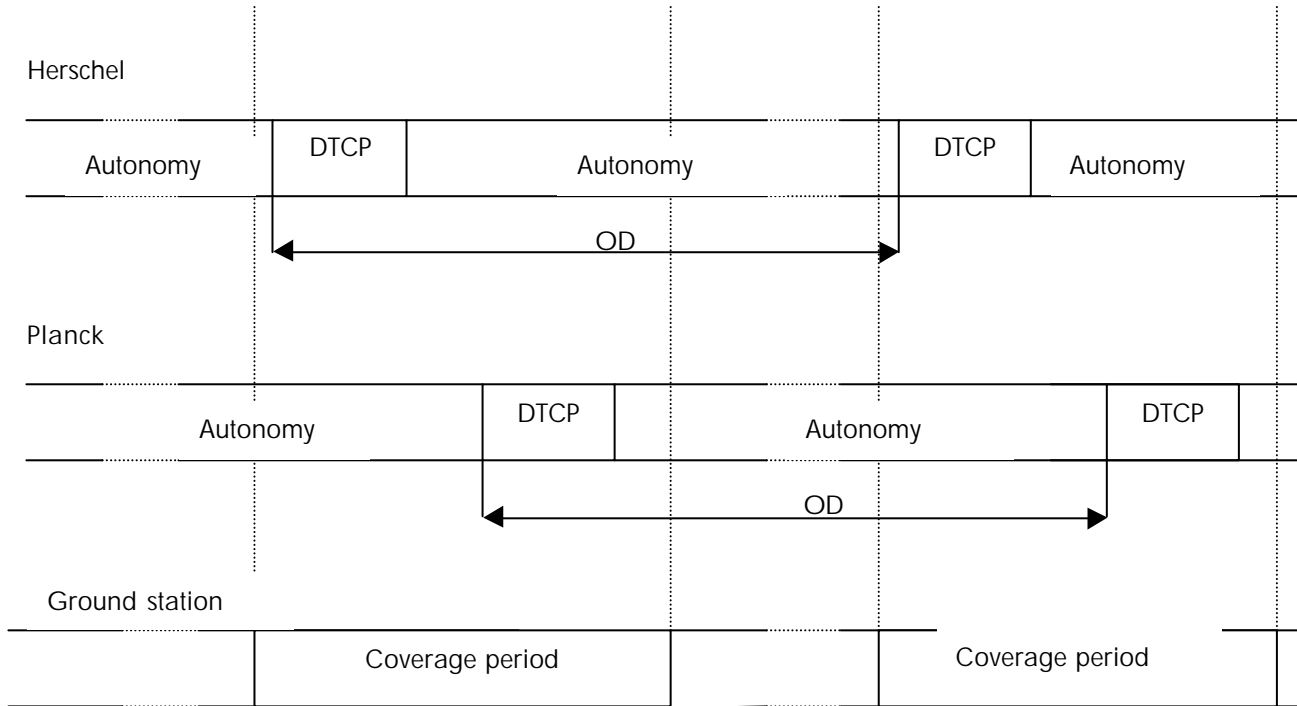 Herschel
DTCP
DTCP
Autonomy
Autonomy
Autonomy
OD
Planck
DTCP
DTCP
Autonomy
Autonomy
OD
Ground station
Coverage period
Coverage period